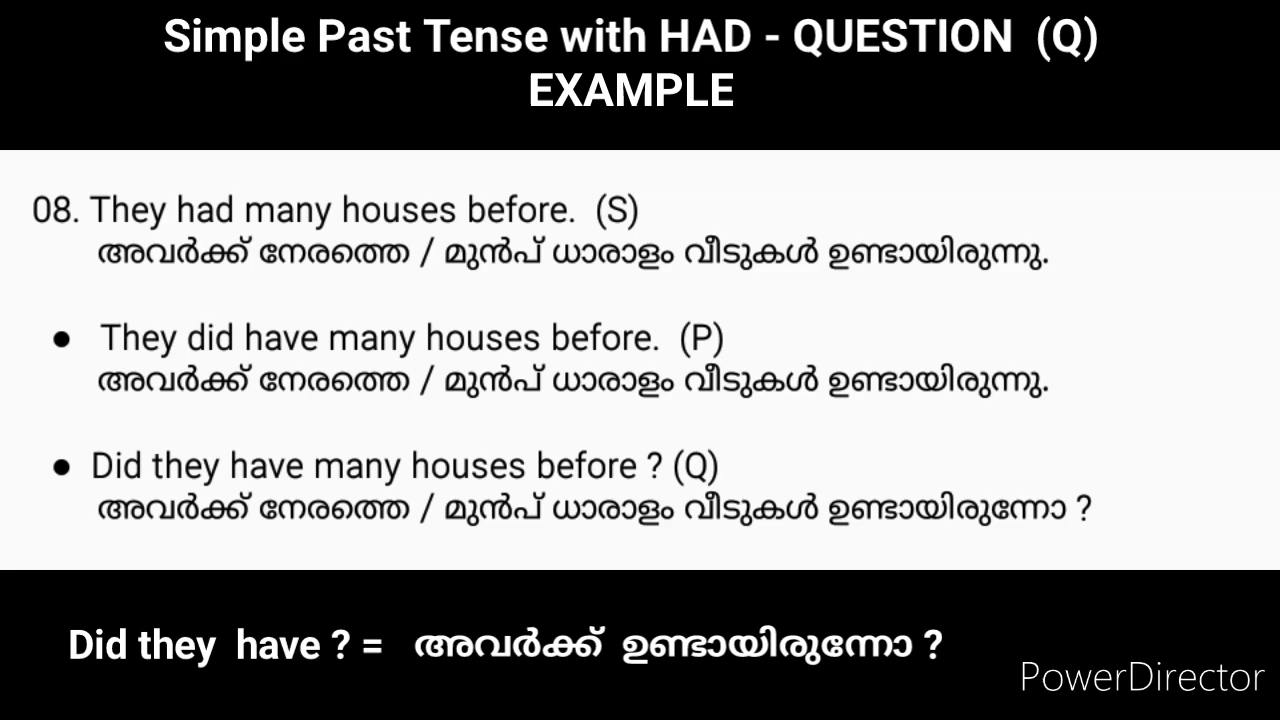 Simple Past Tense with HAD - QUESTION (Q)
EXAMPLE
08. They had many houses before. (S)
അവർക്ക് നേരത്തെ / മുൻപ് ധാരാളം വീടുകൾ ഉണ്ടായിരുന്നു.
● They did have many houses before. (P)
അവർക്ക് നേരത്തെ / മുൻപ് ധാരാളം വീടുകൾ ഉണ്ടായിരുന്നു.
● Did they have many houses before ? (Q)
അവർക്ക് നേരത്തെ / മുൻപ് ധാരാളം വീടുകൾ ഉണ്ടായിരുന്നോ ?
Did they have ? = അവർക്ക് ഉണ്ടായിരുന്നോ ?
PowerDirector